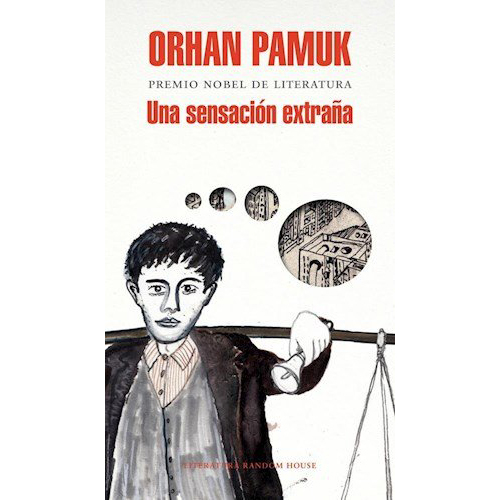 ORHAN PAMUK
PREMIO NOBEL DE LITERATURA
Una sensación extraña
LITERATURA RANDOM HOUSE